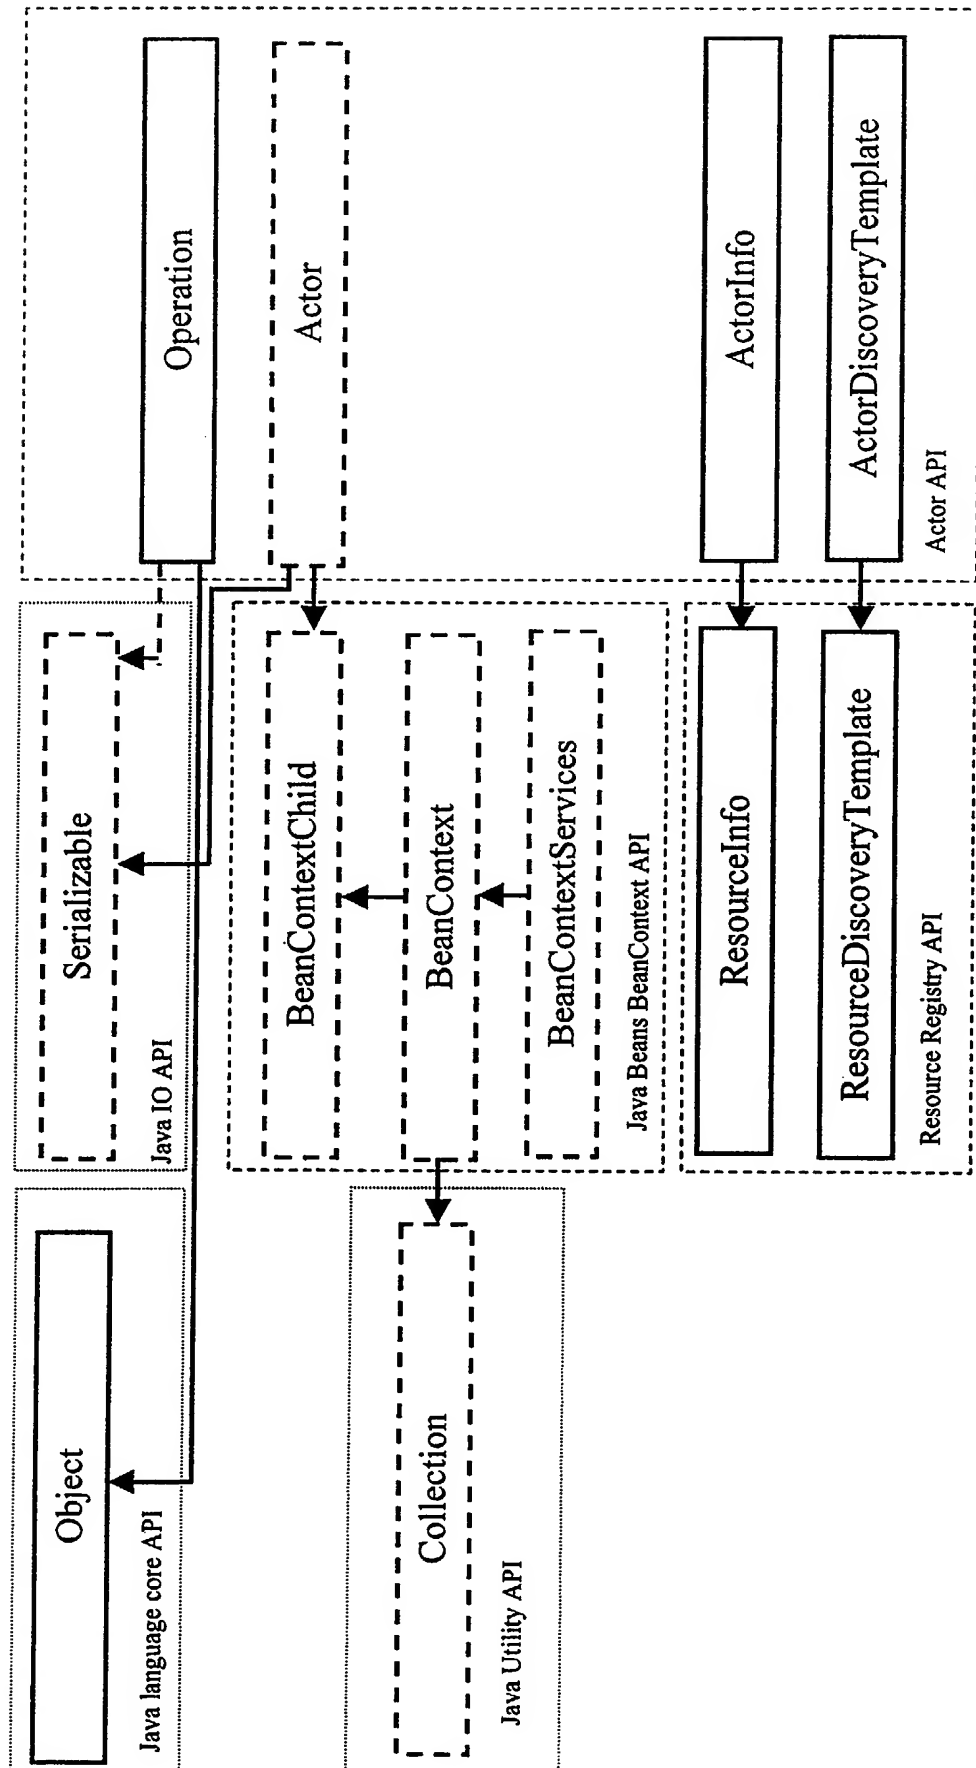 Object
Java language core API
Serializable
Java IO API
Operation
Actor
BeanContextChild
BeanContext
BeanContextServices
Java Beans BeanContext API
Collection
Java Utility API
ActorInfo
ActorDiscoveryTemplate
Actor API
ResourceInfo
ResourceDiscoveryTemplate
Resource Registry API